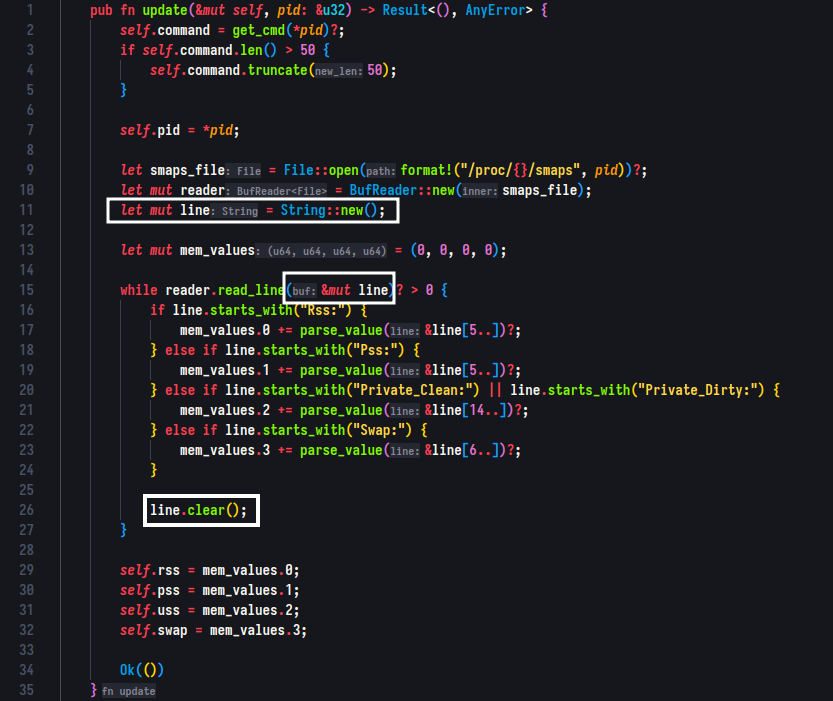 1 pub fn update(&mut self, pid: &u32) -> Result<(), AnyError> {
2 self.command = get_cmd(*pid)?;
3 if self.command.len() > 50 {
4 self.command.truncate(new_len: 50);
5 }
6
7 self.pid = *pid;
8
9 let smaps_file: File = File::open(path: format!("/proc/{}/smaps", pid))?;
10 let mut reader: BufReader<File> = BufReader::new(inner: smaps_file);
11 let mut line: String = String::new();
12
13 let mut mem_values: (u64, u64, u64, u64) = (0, 0, 0, 0);
14
15 while reader.read_line(buf: &mut line)? > 0 {
16 if line.starts_with("Rss:") {
17 mem_values.0 += parse_value(line: &line[5..])?;
18 } else if line.starts_with("Pss:") {
19 mem_values.1 += parse_value(line: &line[5..])?;
20 } else if line.starts_with("Private_Clean:") || line.starts_with("Private_Dirty:") {
21 mem_values.2 += parse_value(line: &line[14..])?;
22 } else if line.starts_with("Swap:") {
23 mem_values.3 += parse_value(line: &line[6..])?;
24 }
25
26 line.clear();
27 }
28
29 self.rss = mem_values.0;
30 self.pss = mem_values.1;
31 self.uss = mem_values.2;
32 self.swap = mem_values.3;
33
34 Ok(())
35 } fn update